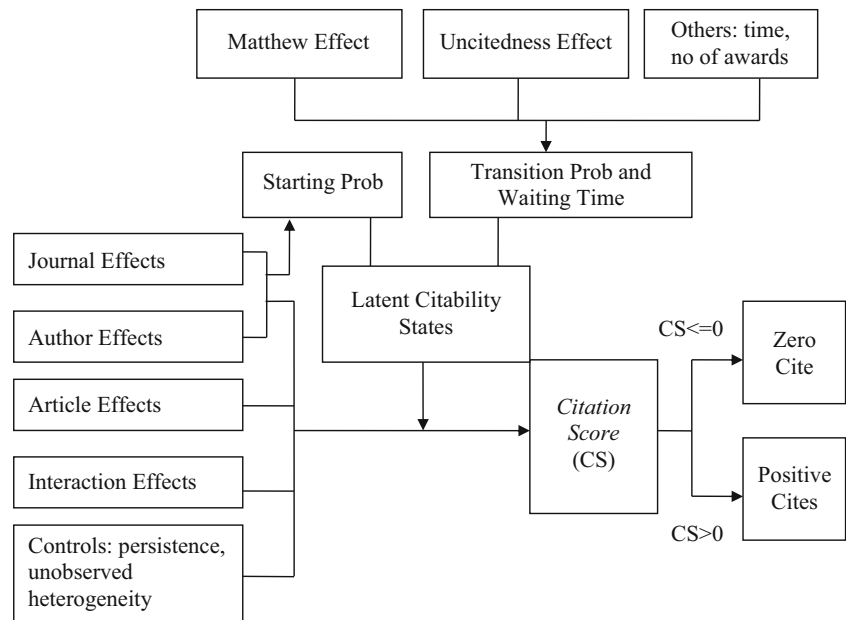 Matthew Effect
Uncitedness Effect
Others: time,
no of awards
Starting Prob
Transition Prob and
Waiting Time
Journal Effects
Latent Citability
States
Author Effects
CS<=0
Zero
Cite
Article Effects
Citation
Score
(CS)
Interaction Effects
Positive
Cites
CS>0
Controls: persistence,
unobserved
heterogeneity